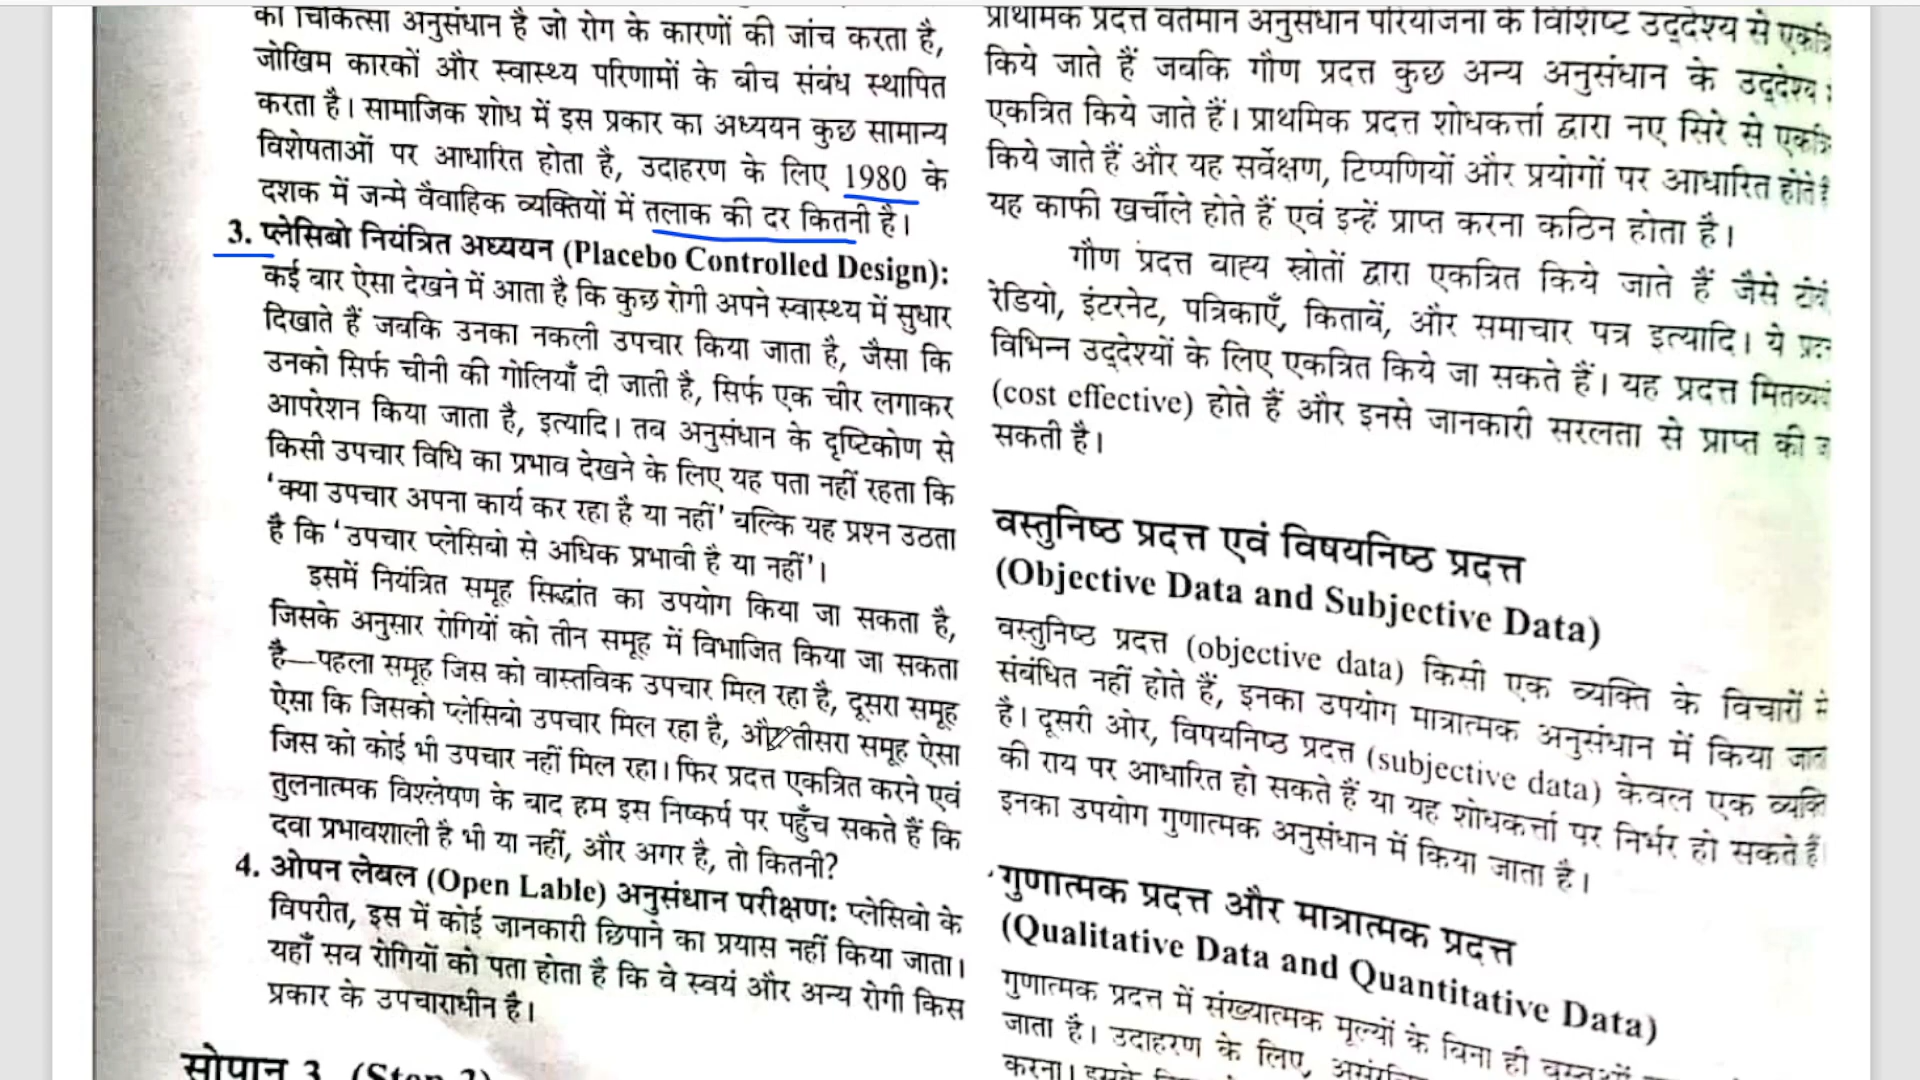 का चिकित्सा अनुसंधान है जो रोग के कारणों की जांच करता है,
जोखिम कारकों और स्वास्थ्य परिणामों के बीच संबंध स्थापित
करता है। सामाजिक शोध में इस प्रकार का अध्ययन कुछ सामान्य
विशेषताओं पर आधारित होता है, उदाहरण के लिए 1980 के
दशक में जन्मे वैवाहिक व्यक्तियों में तलाक की दर कितनी है।
3. प्लेसिबो नियंत्रित अध्ययन (Placebo Controlled Design):
कई बार ऐसा देखने में आता है कि कुछ रोगी अपने स्वास्थ्य में सुधार
दिखाते हैं जबकि उनका नकली उपचार किया जाता है, जैसा कि
उनको सिर्फ चीनी की गोलियाँ दी जाती है, सिर्फ एक चीर लगाकर
आपरेशन किया जाता है, इत्यादि। तब अनुसंधान के दृष्टिकोण से
किसी उपचार विधि का प्रभाव देखने के लिए यह पता नहीं रहता कि
'क्या उपचार अपना कार्य कर रहा है या नहीं' बल्कि यह प्रश्न उठता
है कि 'उपचार प्लेसिबो से अधिक प्रभावी है या नहीं'।
इसमें नियंत्रित समूह सिद्धांत का उपयोग किया जा सकता है,
जिसके अनुसार रोगियों को तीन समूह में विभाजित किया जा सकता
है—पहला समूह जिस को वास्तविक उपचार मिल रहा है, दूसरा समूह
ऐसा कि जिसको प्लेसिबो उपचार मिल रहा है, और तीसरा समूह ऐसा
जिस को कोई भी उपचार नहीं मिल रहा। फिर प्रदत्त एकत्रित करने एवं
तुलनात्मक विश्लेषण के बाद हम इस निष्कर्ष पर पहुँच सकते हैं कि
दवा प्रभावशाली है भी या नहीं, और अगर है, तो कितनी?
4. ओपन लेबल (Open Lable) अनुसंधान परीक्षण: प्लेसिबो के
विपरीत, इस में कोई जानकारी छिपाने का प्रयास नहीं किया जाता।
यहाँ सब रोगियों को पता होता है कि वे स्वयं और अन्य रोगी किस
प्रकार के उपचाराधीन है।
सोपान 3 (Step 3)
प्राथमिक प्रदत्त वर्तमान अनुसंधान परियोजना के विशिष्ट उद्देश्य से
किये जाते हैं जबकि गौण प्रदत्त कुछ अन्य अनुसंधान के उद्देश्य
एकत्रित किये जाते हैं। प्राथमिक प्रदत्त शोधकर्त्ता द्वारा नए सिरे से
किये जाते हैं और यह सर्वेक्षण, टिप्पणियों और प्रयोगों पर आधारित होते
यह काफी खर्चीले होते हैं एवं इन्हें प्राप्त करना कठिन होता है।
गौण प्रदत्त वाह्य स्रोतों द्वारा एकत्रित किये जाते हैं जैसे
रेडियो, इंटरनेट, पत्रिकाएँ, किताबें, और समाचार पत्र इत्यादि। ये
विभिन्न उद्देश्यों के लिए एकत्रित किये जा सकते हैं। यह प्रदत्त
(cost effective) होते हैं और इनसे जानकारी सरलता से प्राप्त की
सकती है।
वस्तुनिष्ठ प्रदत्त एवं विषयनिष्ठ प्रदत्त
(Objective Data and Subjective Data)
वस्तुनिष्ठ प्रदत्त (objective data) किसी एक व्यक्ति के विचारों
संबंधित नहीं होते हैं, इनका उपयोग मात्रात्मक अनुसंधान में किया
है। दूसरी ओर, विषयनिष्ठ प्रदत्त (subjective data) केवल एक
की राय पर आधारित हो सकते हैं या यह शोधकर्त्ता पर निर्भर हो सकते हैं
इनका उपयोग गुणात्मक अनुसंधान में किया जाता है।
गुणात्मक प्रदत्त और मात्रात्मक प्रदत्त
(Qualitative Data and Quantitative Data)
गुणात्मक प्रदत्त में संख्यात्मक मूल्यों के बिना ही
जाता है। उदाहरण के लिए,
करना।